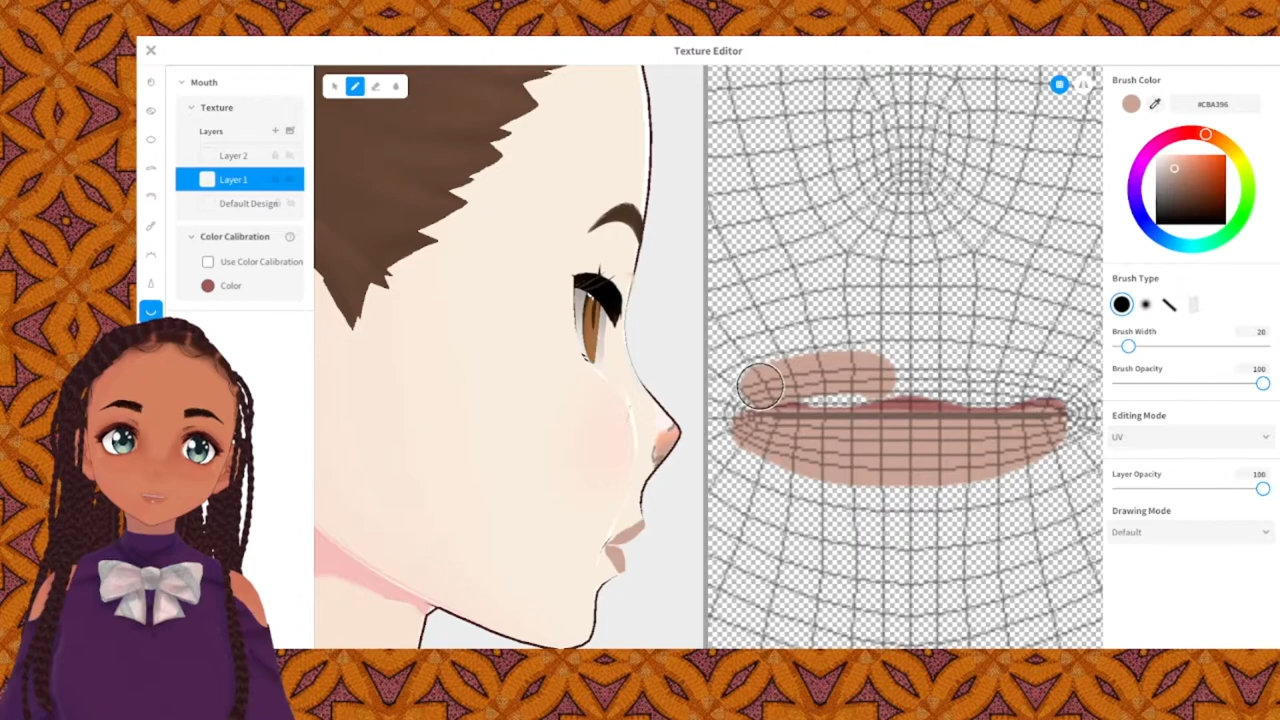 Texture Editor
Mouth
Texture
Layers
Layer 2
Layer 1
Default Design
Color Calibration
Use Color Calibration
Color
Brush Color
#CBA396
Brush Type
Brush Width
20
Brush Opacity
100
Editing Mode
UV
Layer Opacity
100
Drawing Mode
Default